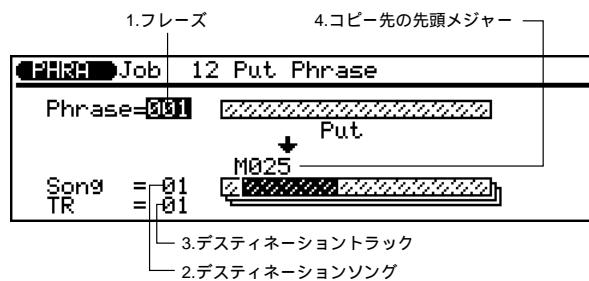 1.フレーズ
4.コピー先の先頭メジャー
PHRA Job 12 Put Phrase
Phrase=001
Put
M025
Song =01
TR =01
3.デスティネーショントラック
2.デスティネーションソング